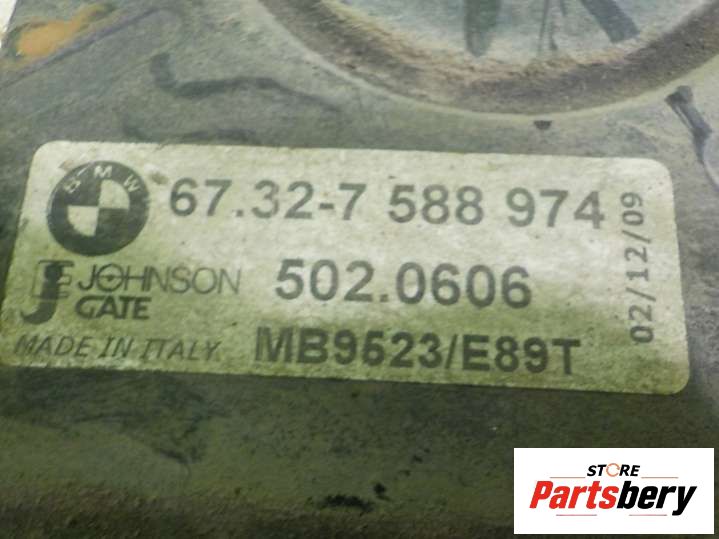 BMW 67.32-7 588 974
02/12/09
JOHNSON 502.0606
GATE
MADE IN ITALY MB9523/E89T
STORE
Partsbery